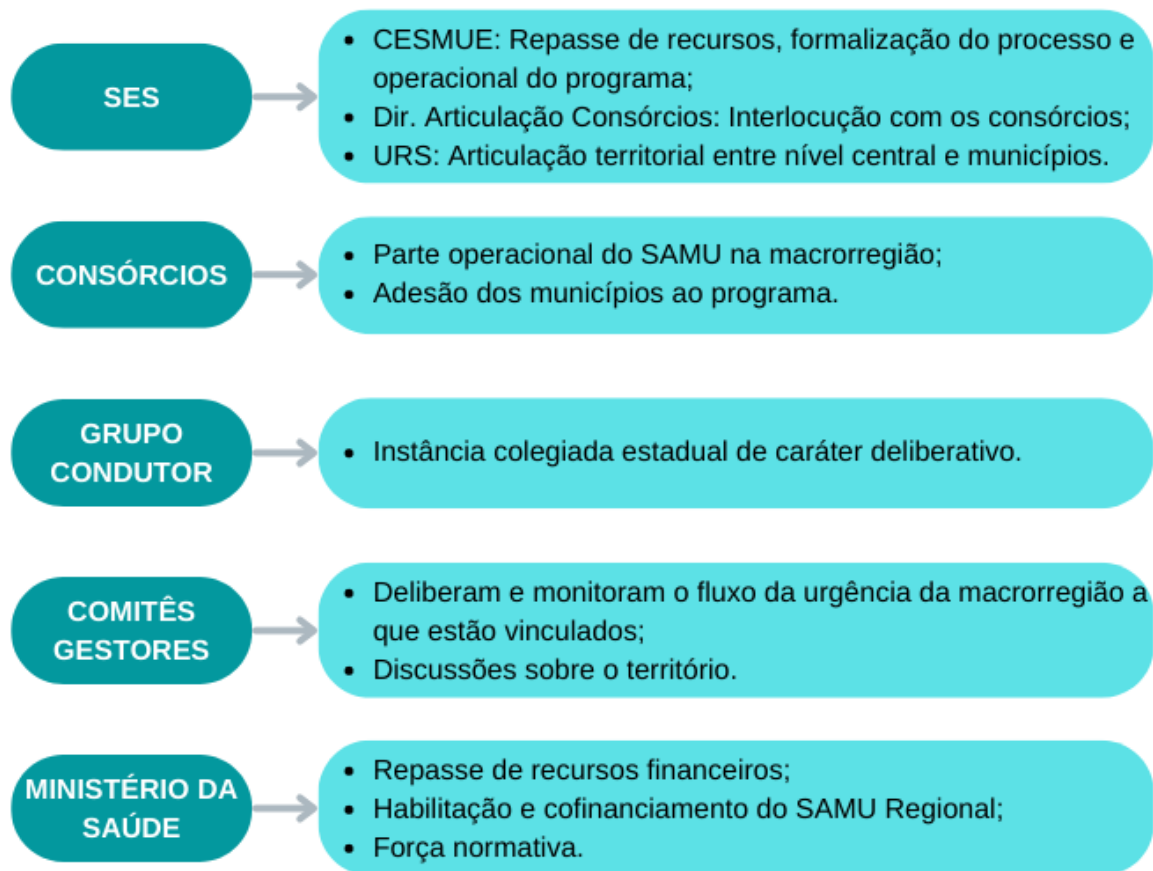 SES
• CESMUE: Repasse de recursos, formalização do processo e
operacional do programa;
• Dir. Articulação Consórcios: Interlocução com os consórcios;
• URS: Articulação territorial entre nível central e municípios.
CONSÓRCIOS
• Parte operacional do SAMU na macrorregião;
• Adesão dos municípios ao programa.
GRUPO
CONDUTOR
• Instância colegiada estadual de caráter deliberativo.
COMITÊS
GESTORES
• Deliberam e monitoram o fluxo da urgência da macrorregião a
que estão vinculados;
• Discussões sobre o território.
MINISTÉRIO DA
SAÚDE
• Repasse de recursos financeiros;
• Habilitação e cofinanciamento do SAMU Regional;
• Força normativa.